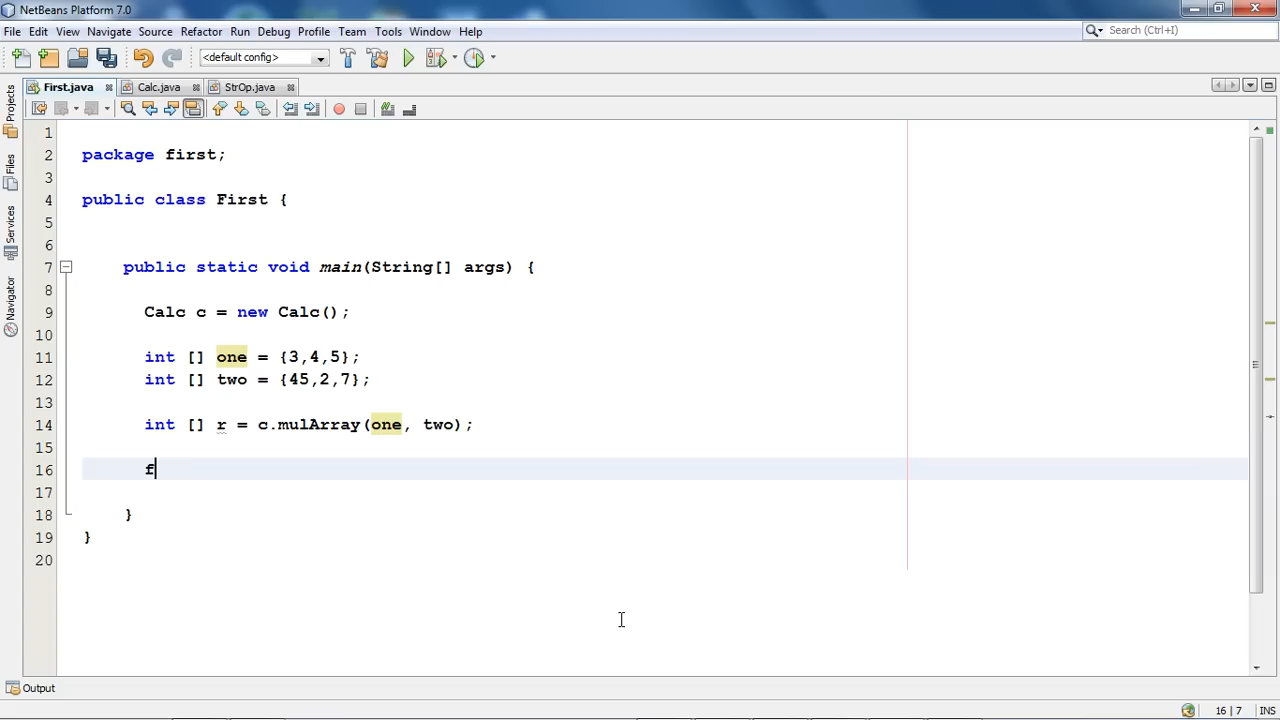 NetBeans Platform 7.0
File Edit View Navigate Source Refactor Run Debug Profile Team Tools Window Help
Search (Ctrl+I)
<default config>
First.java Calc.java StrOp.java
Projects
Files
Services
Navigator
1
2 package first;
3
4 public class First {
5
6
7 public static void main(String[] args) {
8
9 Calc c = new Calc();
10
11 int [] one = {3,4,5};
12 int [] two = {45,2,7};
13
14 int [] r = c.mulArray(one, two);
15
16 f
17
18 }
19 }
20
Output
16 | 7 INS